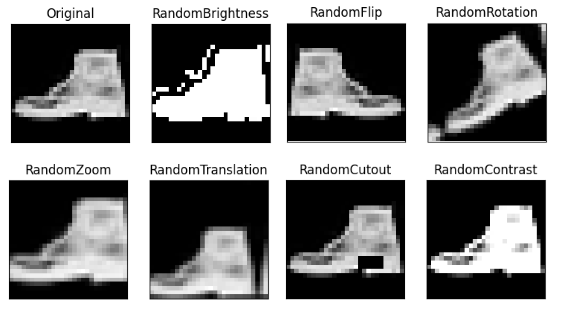 Original
RandomBrightness
RandomFlip
RandomRotation
RandomZoom
RandomTranslation
RandomCutout
RandomContrast